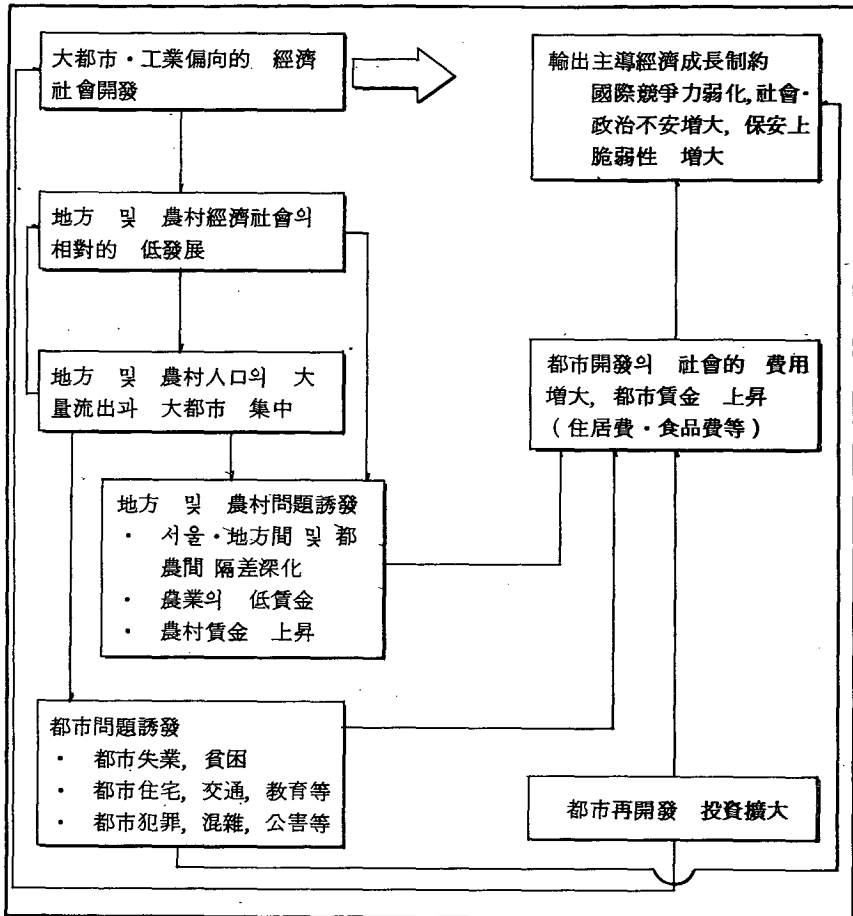 大都市・工業偏向的 經濟
社會開發
輸出主導經濟成長制約
國際競爭力弱化, 社會・
政治不安增大, 保安上
脆弱性 增大
地方 및 農村經濟社會의
相對的 低發展
地方 및 農村人口의 大
量流出과 大都市 集中
都市開發의 社會的 費用
增大, 都市賃金 上昇
(住居費・食品費等)
地方 및 農村問題誘發
・ 서울・地方間 및 都
農間 隔差深化
・ 農業의 低賃金
・ 農村賃金 上昇
都市問題誘發
・ 都市失業, 貧困
・ 都市住宅, 交通, 教育等
・ 都市犯罪, 混雜, 公害等
都市再開發 投資擴大